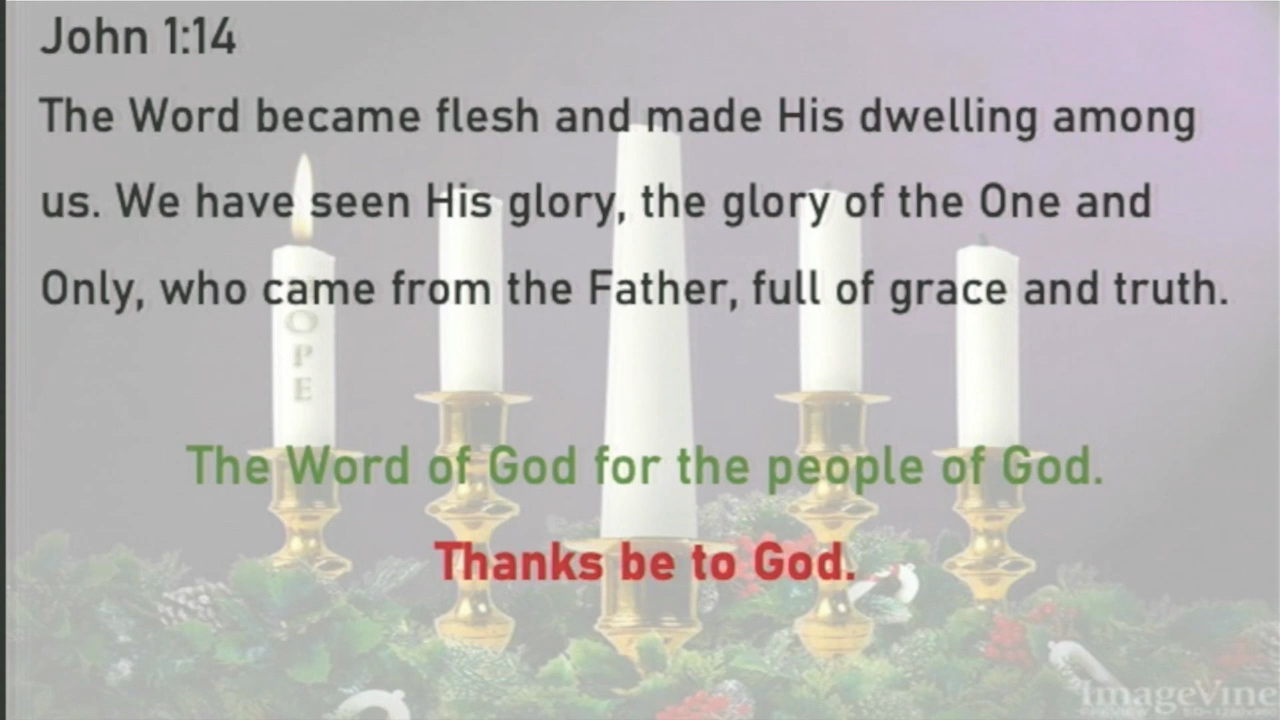 John 1:14
The Word became flesh and made His dwelling among
us. We have seen His glory, the glory of the One and
Only, who came from the Father, full of grace and truth.
OPE
The Word of God for the people of God.
Thanks be to God.
ImageVine